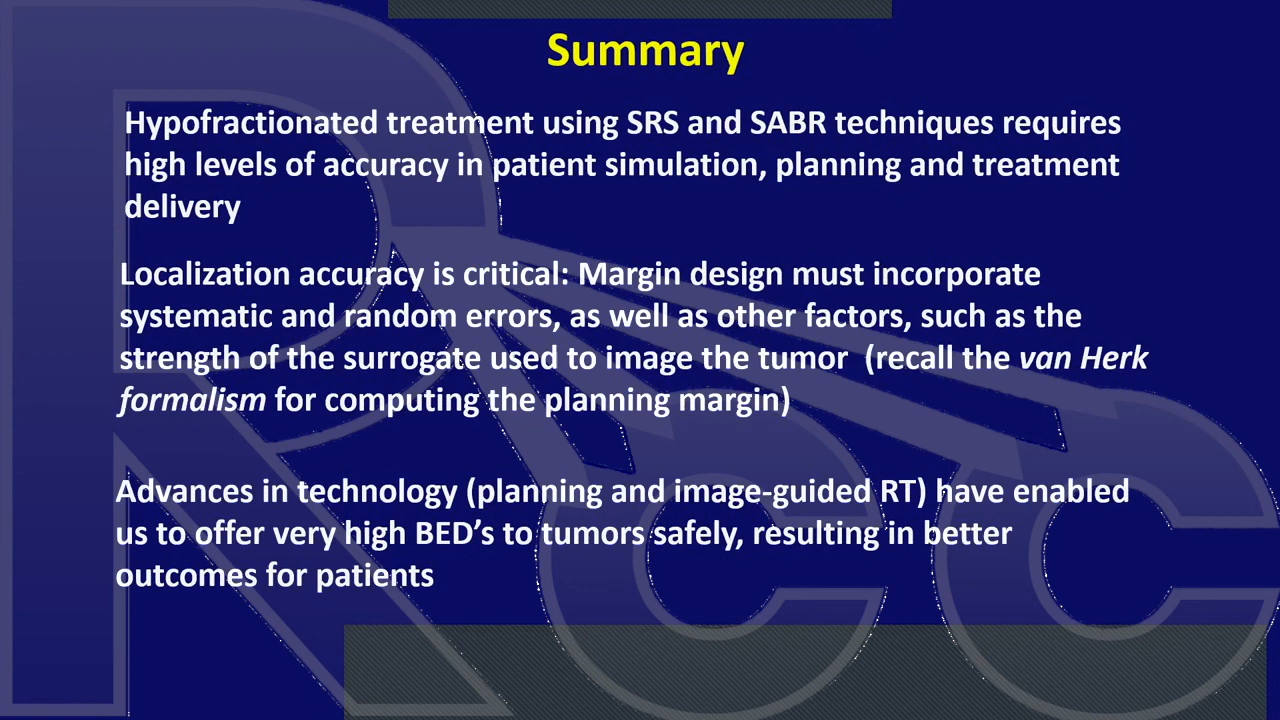 Summary
Hypofractionated treatment using SRS and SABR techniques requires
high levels of accuracy in patient simulation, planning and treatment
delivery
Localization accuracy is critical: Margin design must incorporate
systematic and random errors, as well as other factors, such as the
strength of the surrogate used to image the tumor (recall the van Herk
formalism for computing the planning margin)
Advances in technology (planning and image-guided RT) have enabled
us to offer very high BED’s to tumors safely, resulting in better
outcomes for patients
Rcc